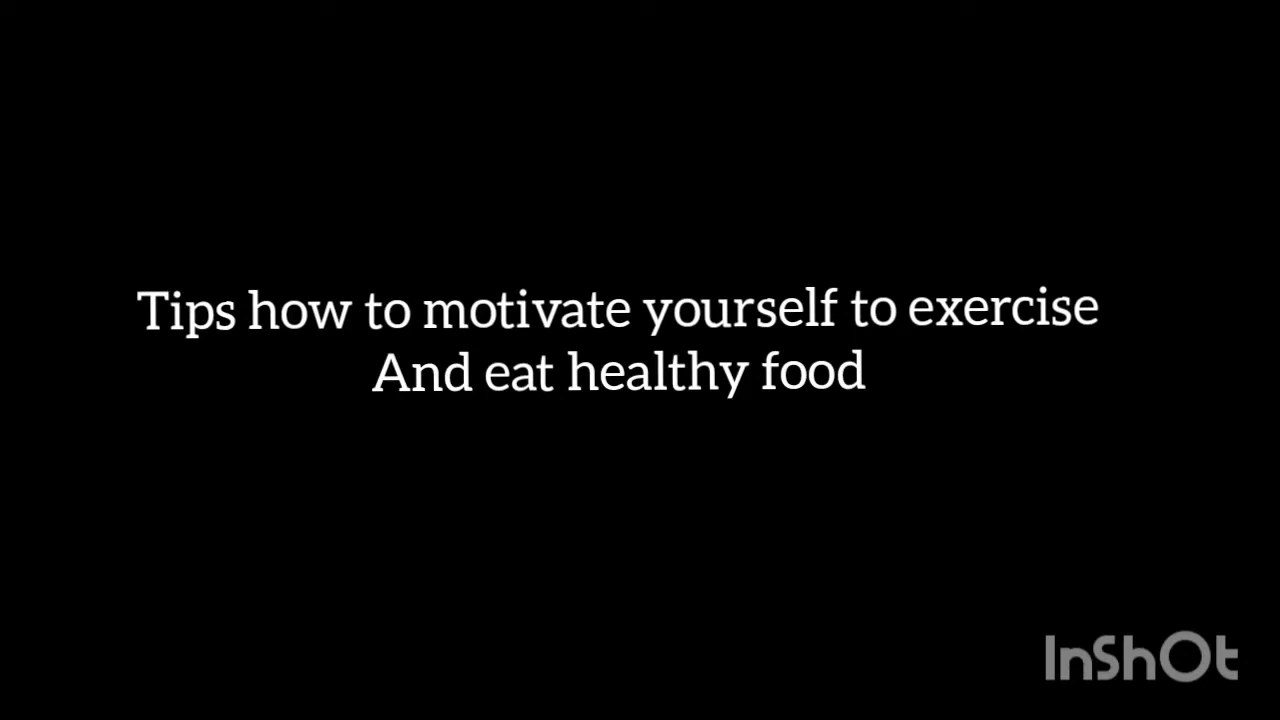 Tips how to motivate yourself to exercise
And eat healthy food
InShOt